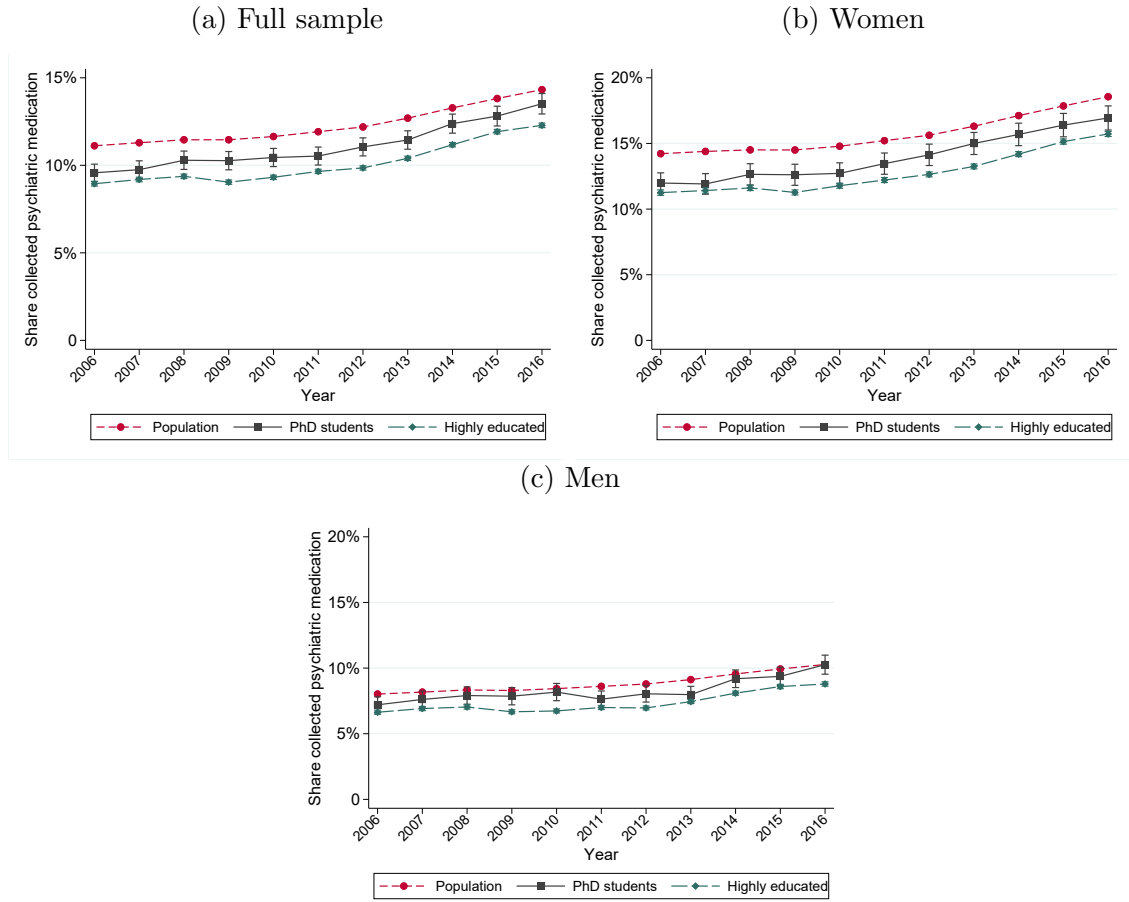 (a) Full sample
Share collected psychiatric medication
15%
10%
5%
0
2006 2007 2008 2009 2010 2011 2012 2013 2014 2015 2016
Year
Population PhD students Highly educated
(b) Women
Share collected psychiatric medication
20%
15%
10%
5%
0
2006 2007 2008 2009 2010 2011 2012 2013 2014 2015 2016
Year
Population PhD students Highly educated
(c) Men
Share collected psychiatric medication
20%
15%
10%
5%
0
2006 2007 2008 2009 2010 2011 2012 2013 2014 2015 2016
Year
Population PhD students Highly educated